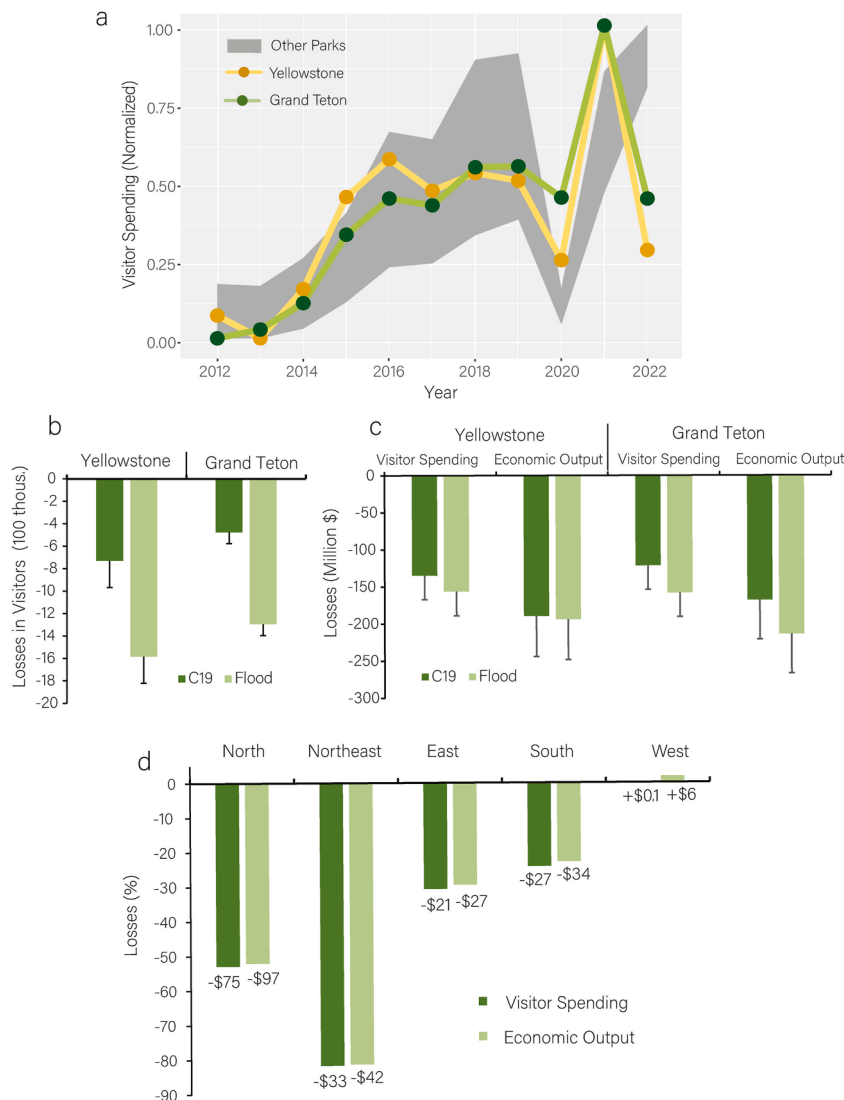 a
1.00
0.75
0.50
0.25
0.00
Visitor Spending (Normalized)
Other Parks
Yellowstone
Grand Teton
2012 2014 2016 2018 2020 2022
Year
b
Yellowstone Grand Teton
0
-2
-4
-6
-8
-10
-12
-14
-16
-18
-20
Losses in Visitors (100 thous.)
C19 Flood
c
Yellowstone Grand Teton
Visitor Spending Economic Output Visitor Spending Economic Output
0
-50
-100
-150
-200
-250
-300
Losses (Million $)
C19 Flood
d
North Northeast East South West
0
-10
-20
-30
-40
-50
-60
-70
-80
-90
Losses (%)
+$0.1 +$6
-$27 -$34
-$21 -$27
-$75 -$97
-$33 -$42
Visitor Spending
Economic Output